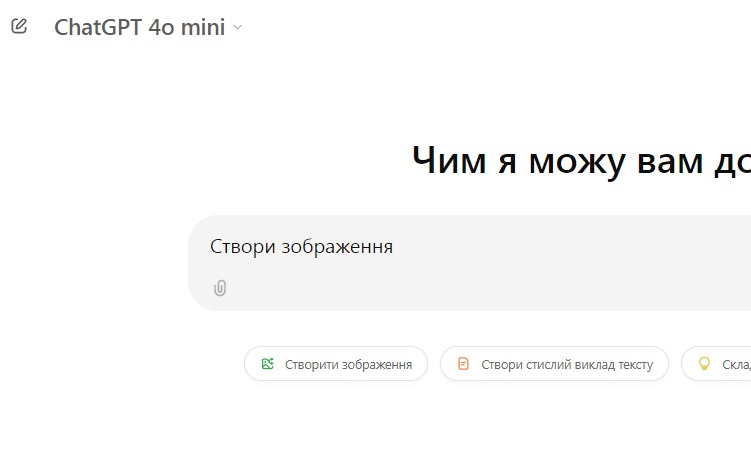 ChatGPT 4o mini
Чим я можу вам
Створи зображення
Створити зображення
Створи стислий виклад тексту